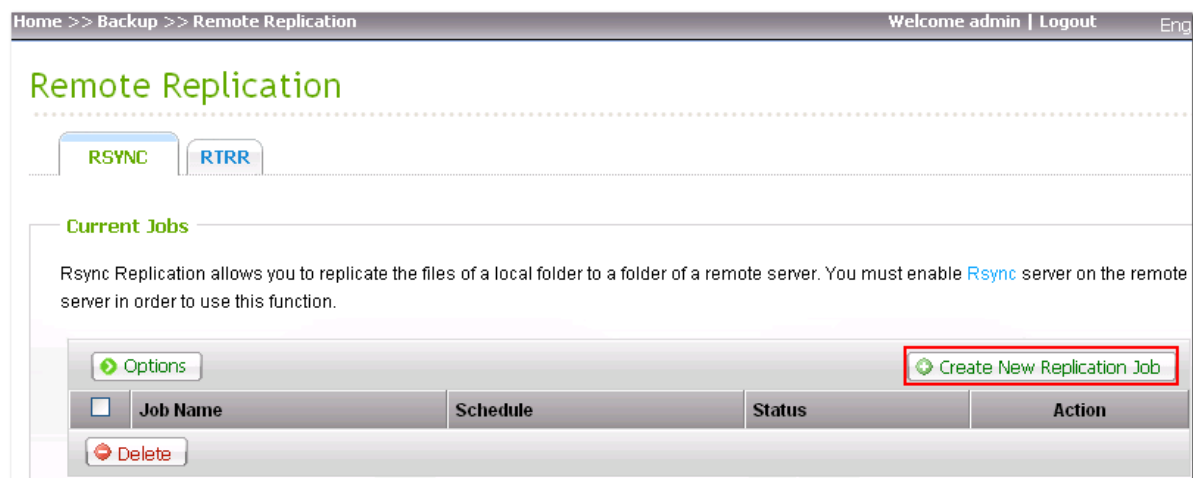 Home >> Backup >> Remote Replication Welcome admin | Logout Eng
Remote Replication
RSYNC RTRR
Current Jobs
Rsync Replication allows you to replicate the files of a local folder to a folder of a remote server. You must enable Rsync server on the remote
server in order to use this function.
Options Create New Replication Job
Job Name Schedule Status Action
Delete